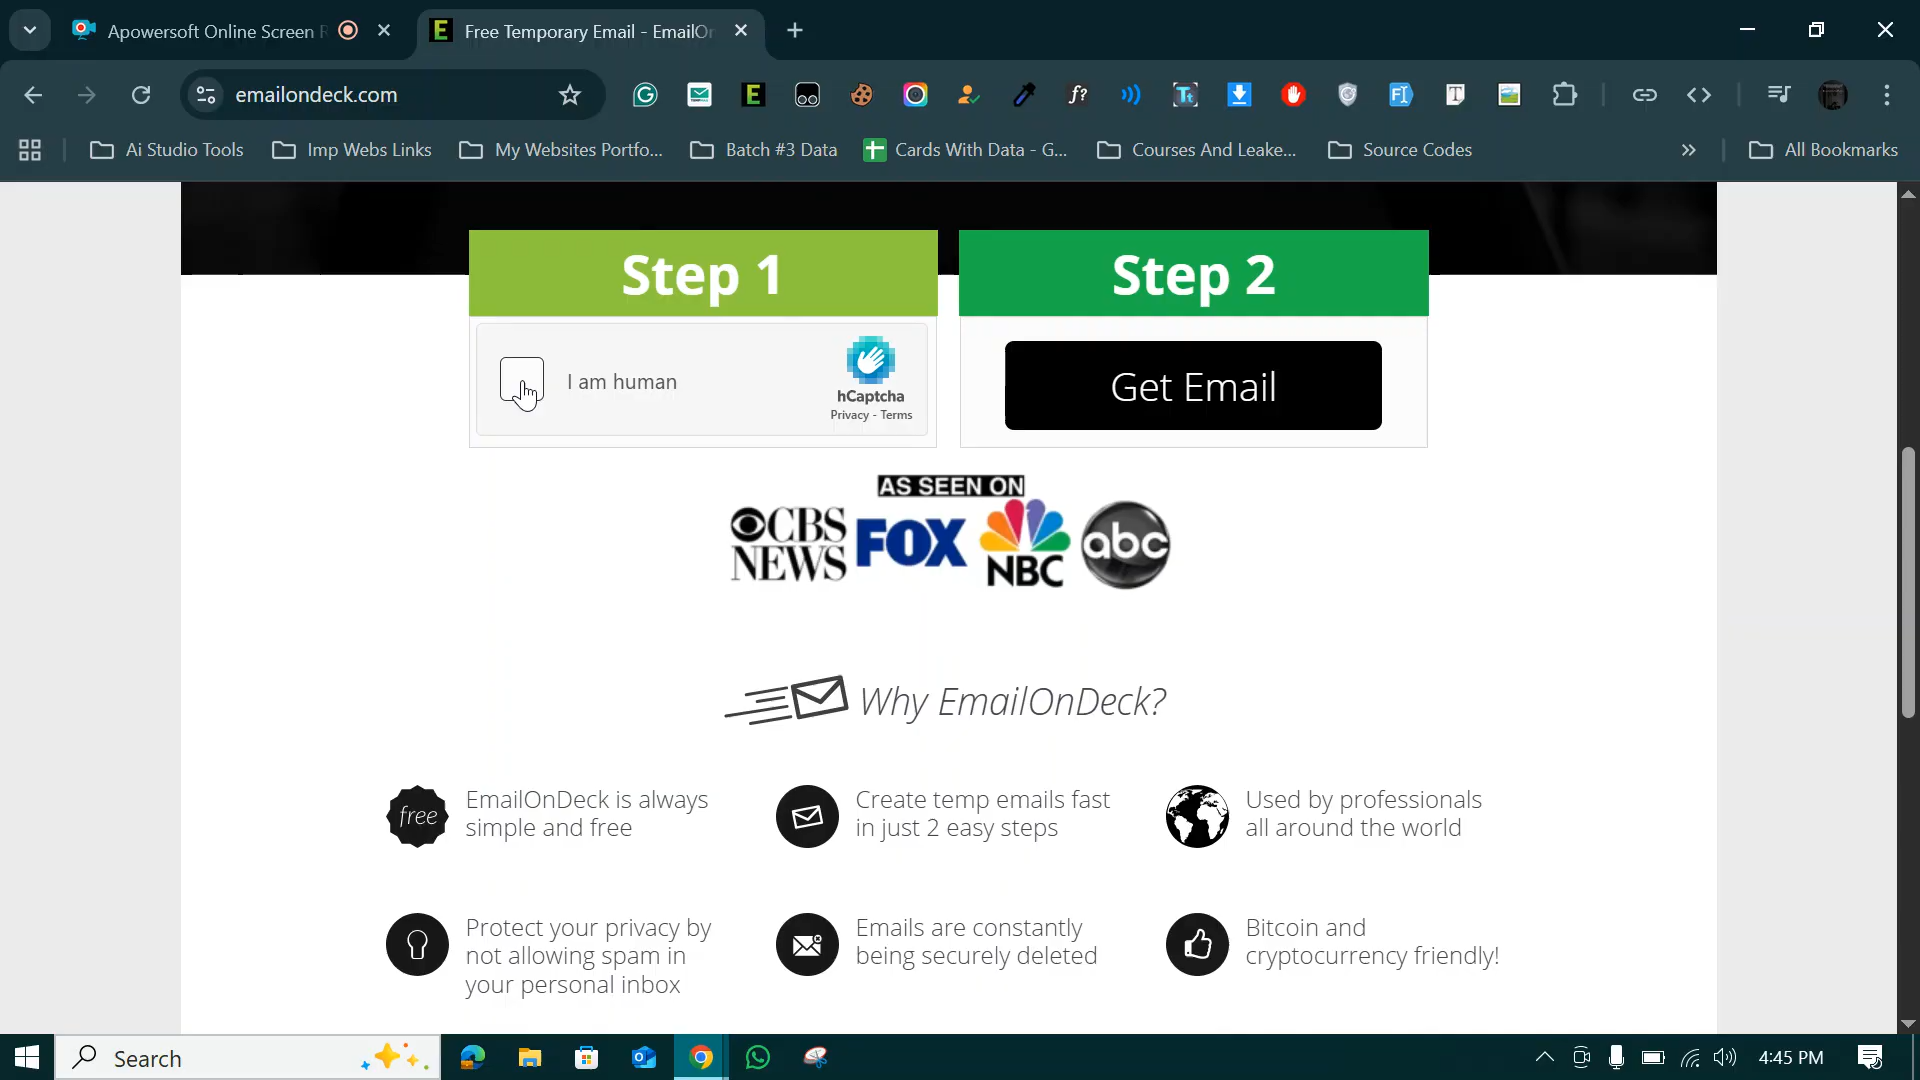 Apowersoft Online Screen R
Free Temporary Email - EmailOn
emailondeck.com
Ai Studio Tools
Imp Webs Links
My Websites Portfo...
Batch #3 Data
Cards With Data - G...
Courses And Leake...
Source Codes
All Bookmarks
Step 1
Step 2
I am human
hCaptcha
Privacy - Terms
Get Email
AS SEEN ON
CBS NEWS
FOX
NBC
abc
Why EmailOnDeck?
free
EmailOnDeck is always
simple and free
Create temp emails fast
in just 2 easy steps
Used by professionals
all around the world
Protect your privacy by
not allowing spam in
your personal inbox
Emails are constantly
being securely deleted
Bitcoin and
cryptocurrency friendly!
Search
4:45 PM